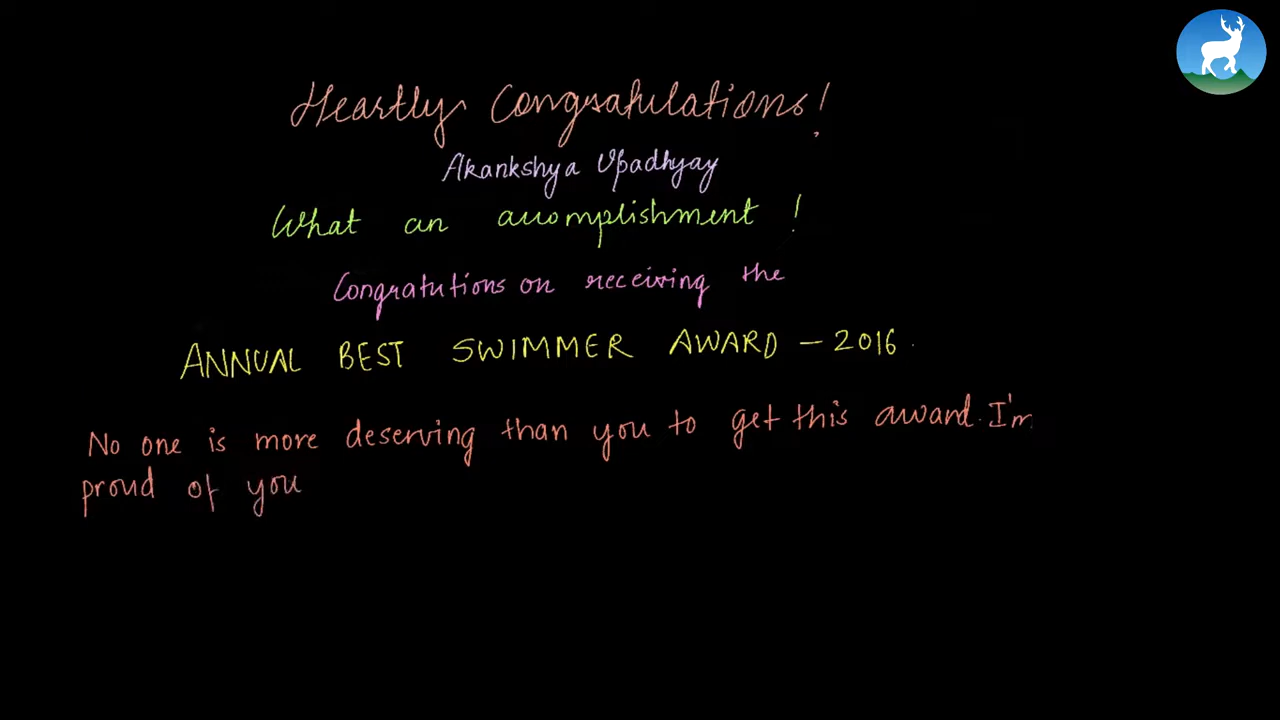 Heartly Congratulations!
Akankshya Upadhyay
What an accomplishment !
Congratutions on receiving the
ANNUAL BEST SWIMMER AWARD – 2016.
No one is more deserving than you to get this award. I'm
proud of you